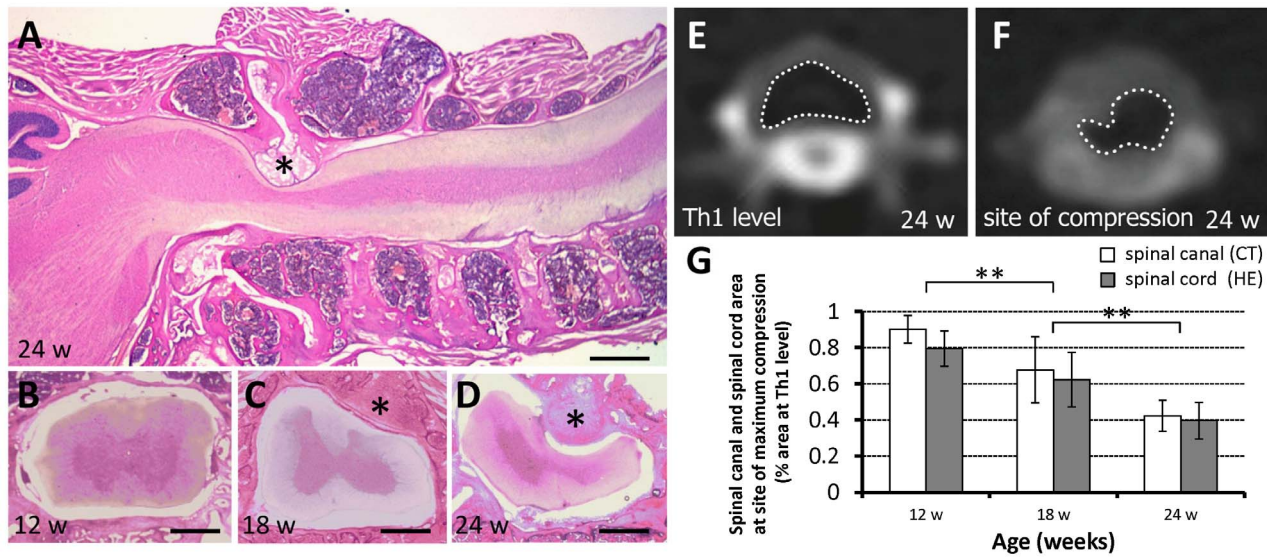 A
*
24 w
B
12 w
C
*
18 w
D
*
24 w
E
Th1 level
24 w
F
site of compression
24 w
G
spinal canal (CT)
spinal cord (HE)
**
**
Spinal canal and spinal cord area
at site of maximum compression
(% area at Th1 level)
1
0.8
0.6
0.4
0.2
0
12 w
18 w
24 w
Age (weeks)